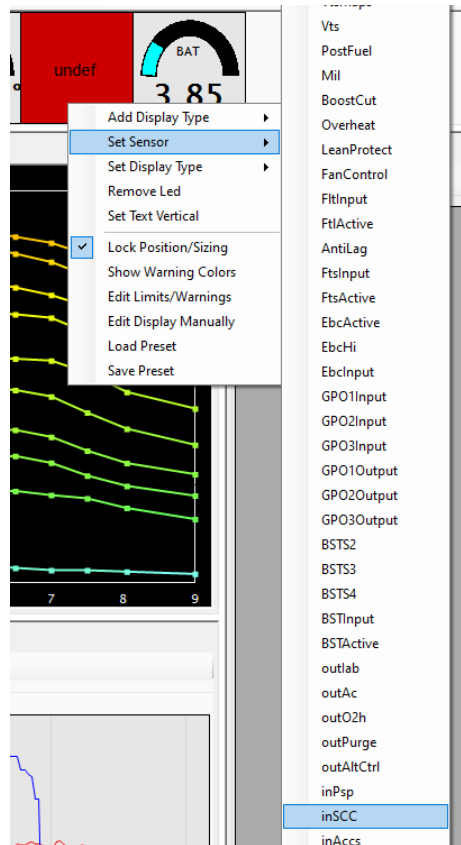 undef
BAT
3.85
Add Display Type
Set Sensor
Set Display Type
Remove Led
Set Text Vertical
Lock Position/Sizing
Show Warning Colors
Edit Limits/Warnings
Edit Display Manually
Load Preset
Save Preset
7 8 9
Vts
PostFuel
Mil
BoostCut
Overheat
LeanProtect
FanControl
FltInput
FtlActive
AntiLag
FtsInput
FtsActive
EbcActive
EbcHi
EbcInput
GPO1Input
GPO2Input
GPO3Input
GPO1Output
GPO2Output
GPO3Output
BSTS2
BSTS3
BSTS4
BSTInput
BSTActive
outIab
outAc
outO2h
outPurge
outAltCtrl
inPsp
inSCC
inAccs